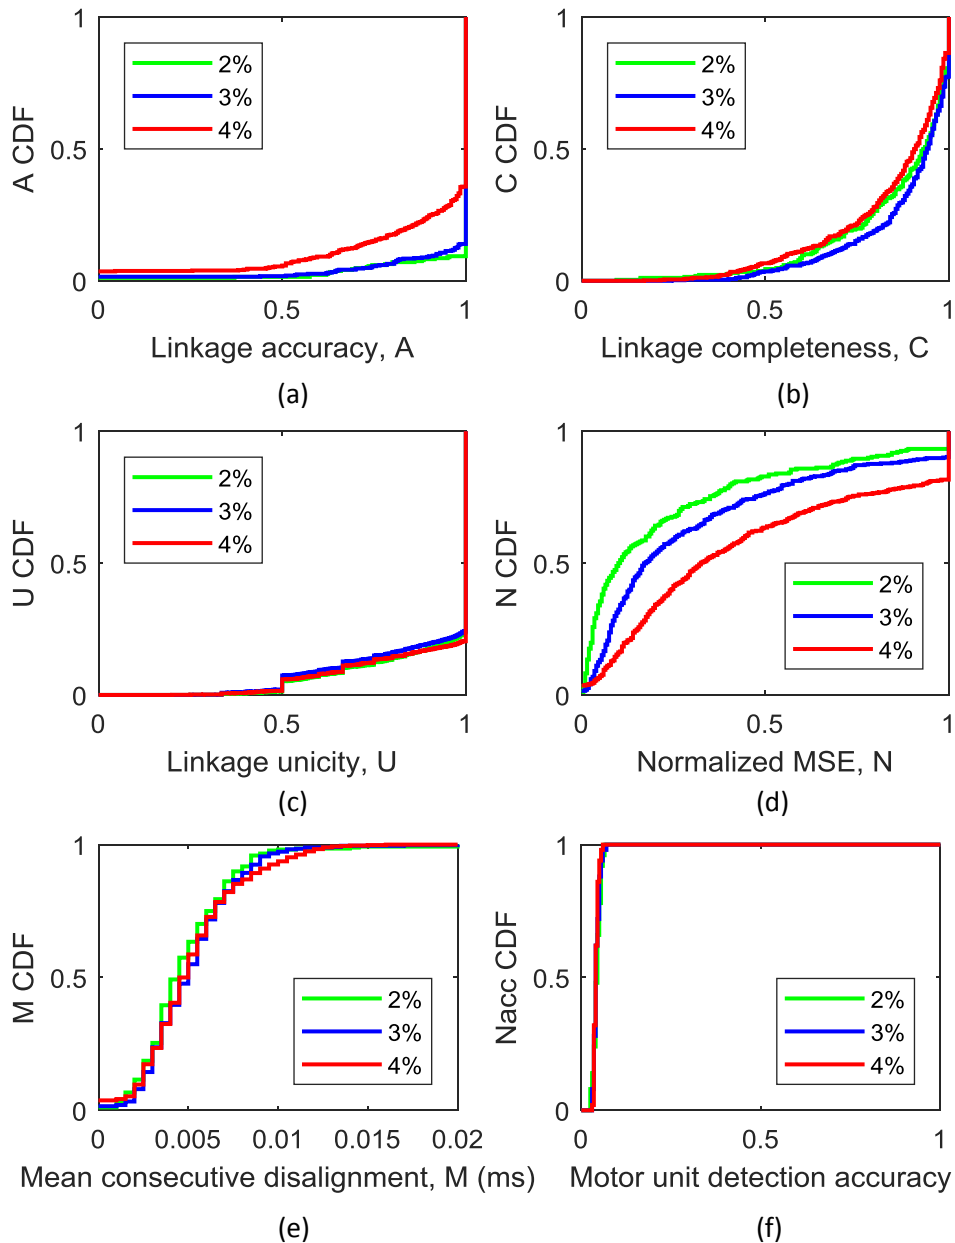 1
0.5
0
A CDF
2%
3%
4%
0 0.5 1
Linkage accuracy, A
(a)
1
0.5
0
C CDF
2%
3%
4%
0 0.5 1
Linkage completeness, C
(b)
1
0.5
0
U CDF
2%
3%
4%
0 0.5 1
Linkage unicity, U
(c)
1
0.5
0
N CDF
2%
3%
4%
0 0.5 1
Normalized MSE, N
(d)
1
0.5
0
M CDF
2%
3%
4%
0 0.005 0.01 0.015 0.02
Mean consecutive disalignment, M (ms)
(e)
1
0.5
0
Nacc CDF
2%
3%
4%
0 0.5 1
Motor unit detection accuracy
(f)